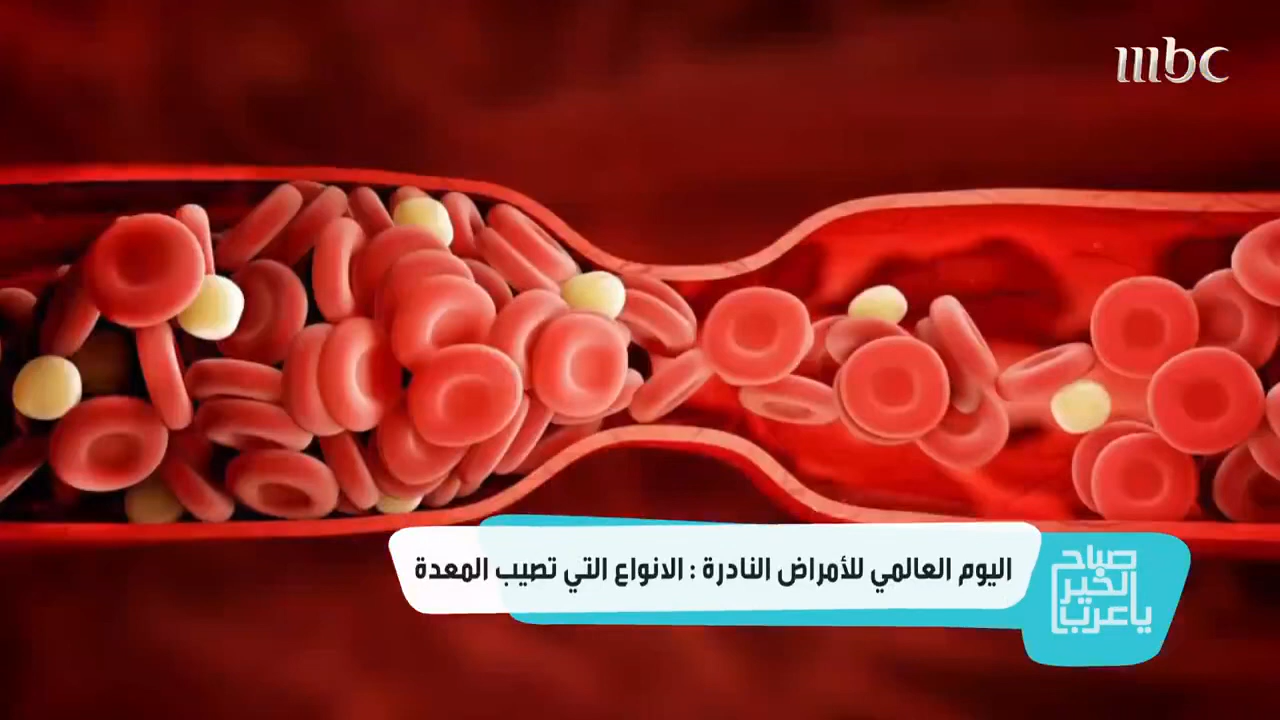 mbc
اليوم العالمي للأمراض النادرة : الانواع التي تصيب المعدة
صباح
الخير
ياعرب